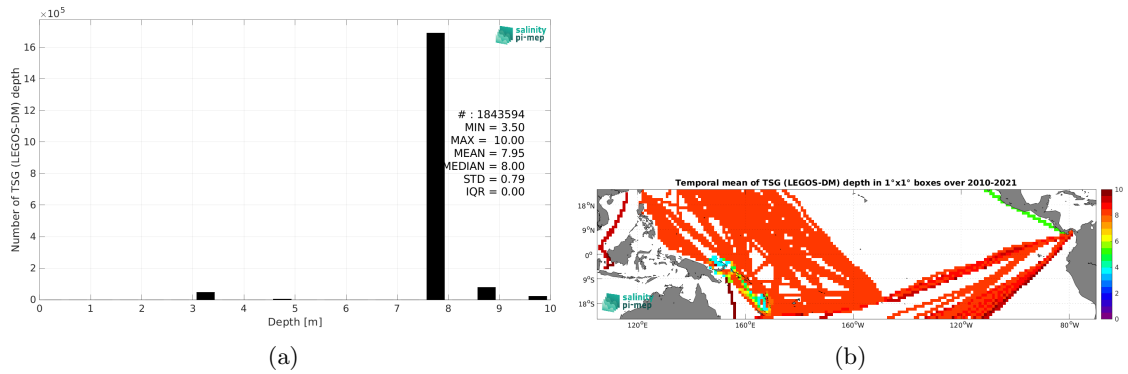 ×10^5
16
14
12
10
8
6
4
2
0
Number of TSG (LEGOS-DM) depth
salinity
pi-mep
# : 1843594
MIN = 3.50
MAX = 10.00
MEAN = 7.95
MEDIAN = 8.00
STD = 0.79
IQR = 0.00
0 1 2 3 4 5 6 7 8 9 10
Depth [m]
(a)
Temporal mean of TSG (LEGOS-DM) depth in 1°x1° boxes over 2010-2021
18°N
9°N
0°
9°S
18°S
salinity
pi-mep
120°E 160°E 160°W 120°W 80°W
10
8
6
4
2
0
(b)